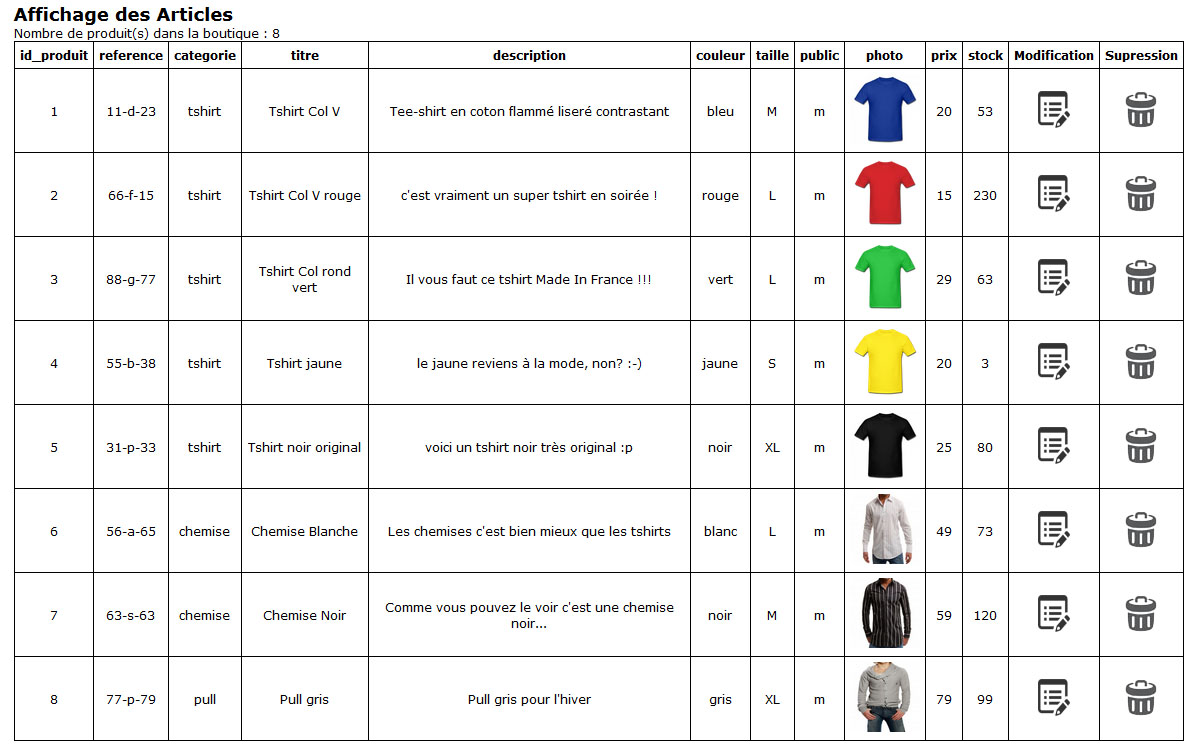 Affichage des Articles
Nombre de produit(s) dans la boutique : 8
id_produit reference categorie titre description couleur taille public photo prix stock Modification Supression
1 11-d-23 tshirt Tshirt Col V Tee-shirt en coton flammé liseré contrastant bleu M m 20 53
2 66-f-15 tshirt Tshirt Col V rouge c'est vraiment un super tshirt en soirée ! rouge L m 15 230
3 88-g-77 tshirt Tshirt Col rond
vert Il vous faut ce tshirt Made In France !!! vert L m 29 63
4 55-b-38 tshirt Tshirt jaune le jaune reviens à la mode, non? :-) jaune S m 20 3
5 31-p-33 tshirt Tshirt noir original voici un tshirt noir très original :p noir XL m 25 80
6 56-a-65 chemise Chemise Blanche Les chemises c'est bien mieux que les tshirts blanc L m 49 73
7 63-s-63 chemise Chemise Noir Comme vous pouvez le voir c'est une chemise
noir... noir M m 59 120
8 77-p-79 pull Pull gris Pull gris pour l'hiver gris XL m 79 99